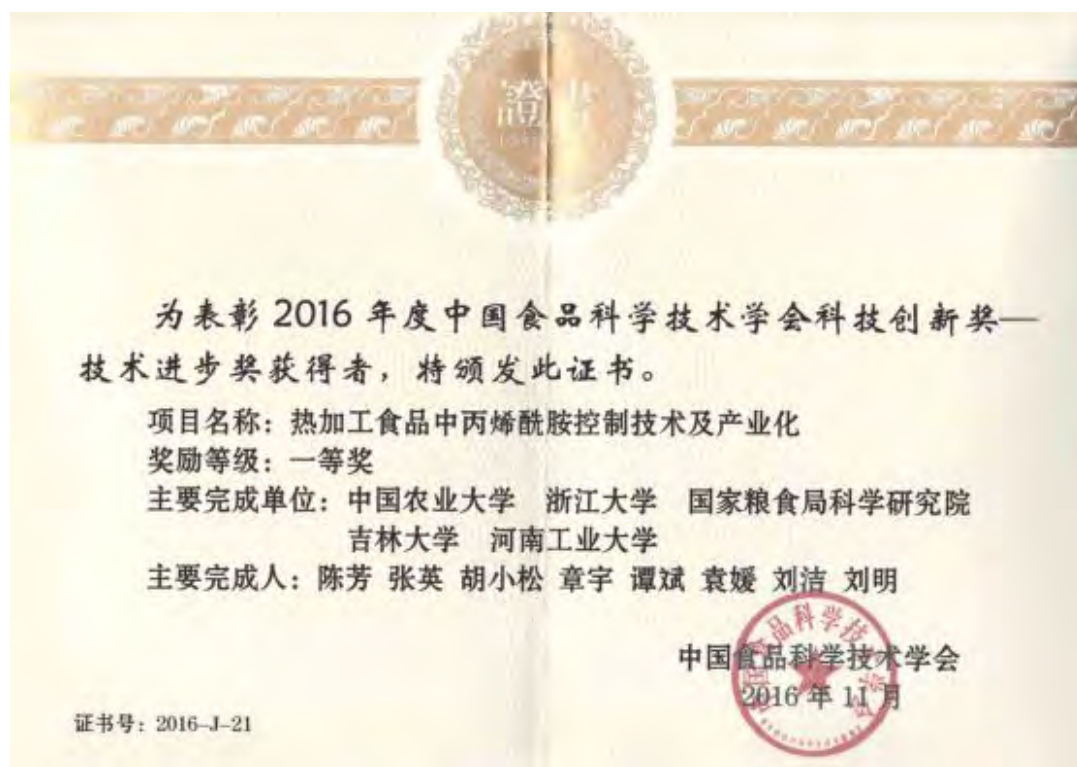 證書
为表彰 2016 年度中国食品科学技术学会科技创新奖—
技术进步奖获得者，特颁发此证书。
项目名称：热加工食品中丙烯酰胺控制技术及产业化
奖励等级：一等奖
主要完成单位：中国农业大学 浙江大学 国家粮食局科学研究院
吉林大学 河南工业大学
主要完成人：陈芳 张英 胡小松 章宇 谭斌 袁媛 刘洁 刘明
中国食品科学技术学会
2016 年 11 月
证书号：2016-J-21